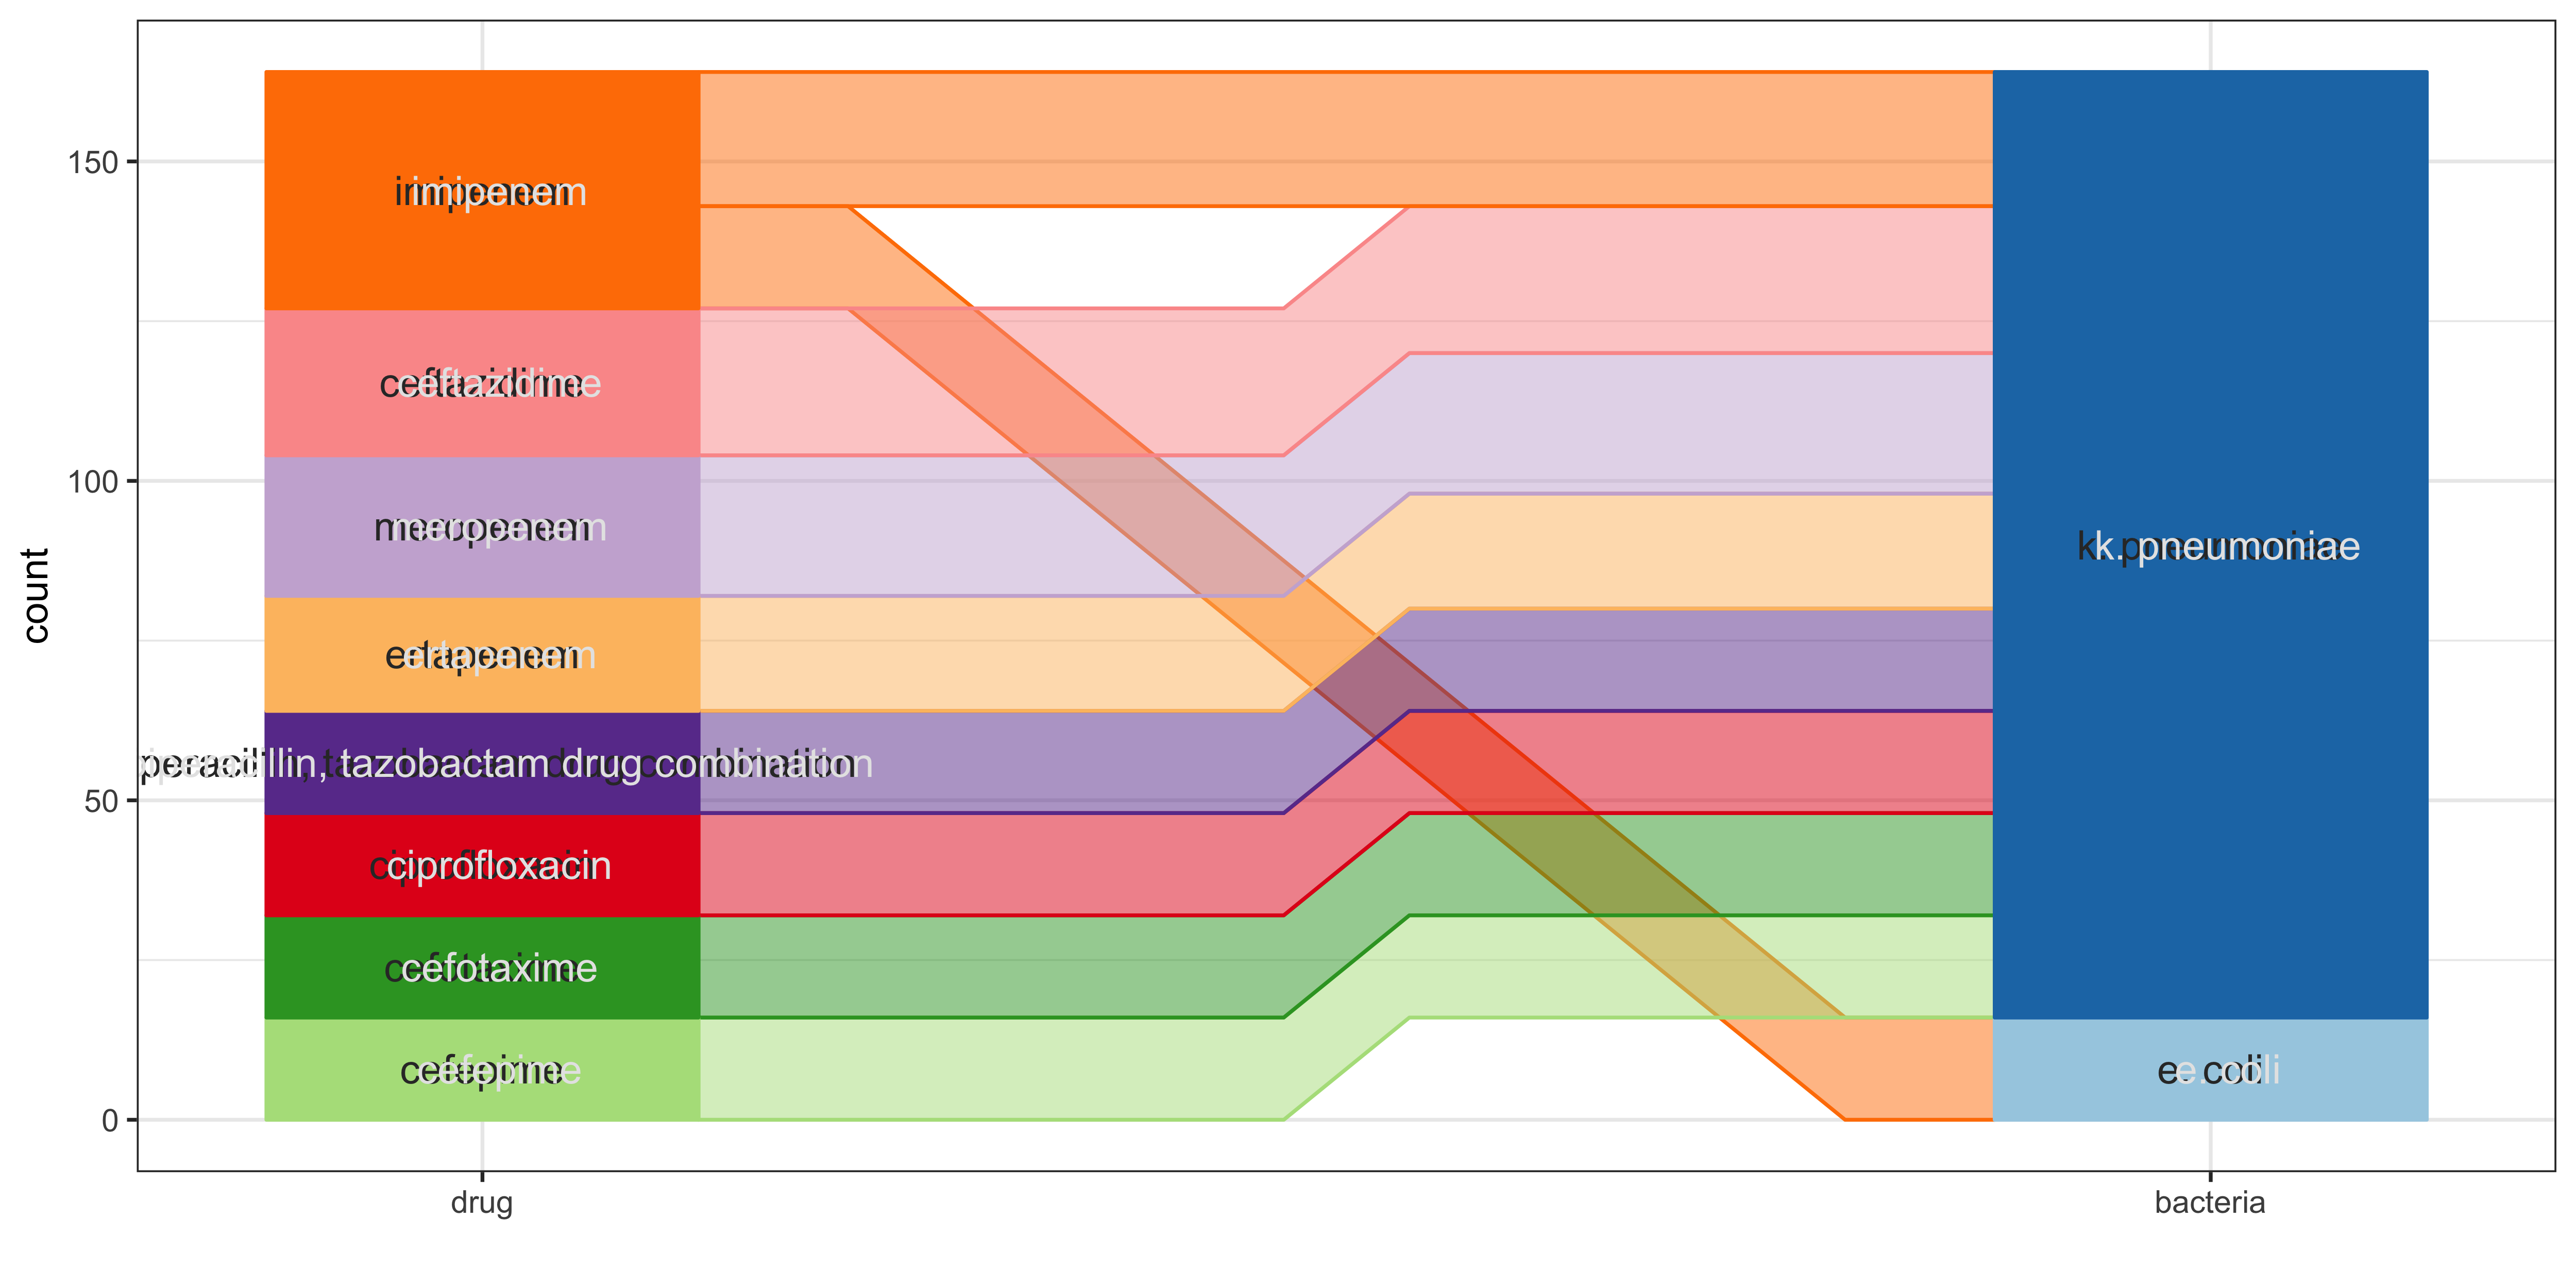 150
100
50
0
count
imipenem
ceftazidime
meropenem
ertapenem
peracillin, tazobactam drug combination
ciprofloxacin
cefotaxime
cefepime
k. pneumoniae
e. coli
drug
bacteria